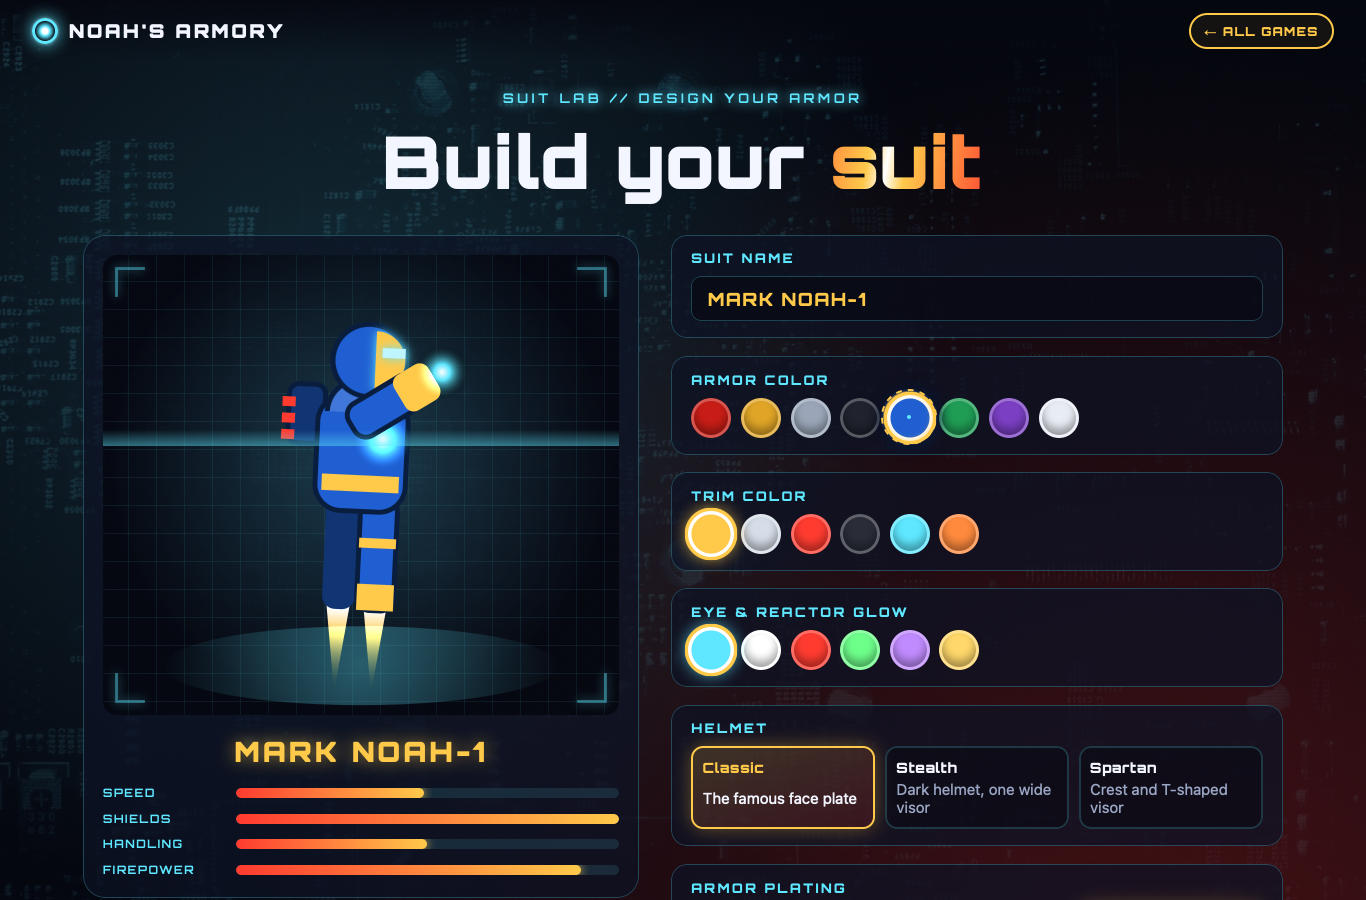 NOAH'S ARMORY
← ALL GAMES
SUIT LAB // DESIGN YOUR ARMOR
Build your suit
SUIT NAME
MARK NOAH-1
ARMOR COLOR
TRIM COLOR
EYE & REACTOR GLOW
HELMET
Classic
The famous face plate
Stealth
Dark helmet, one wide
visor
Spartan
Crest and T-shaped
visor
ARMOR PLATING
MARK NOAH-1
SPEED
SHIELDS
HANDLING
FIREPOWER